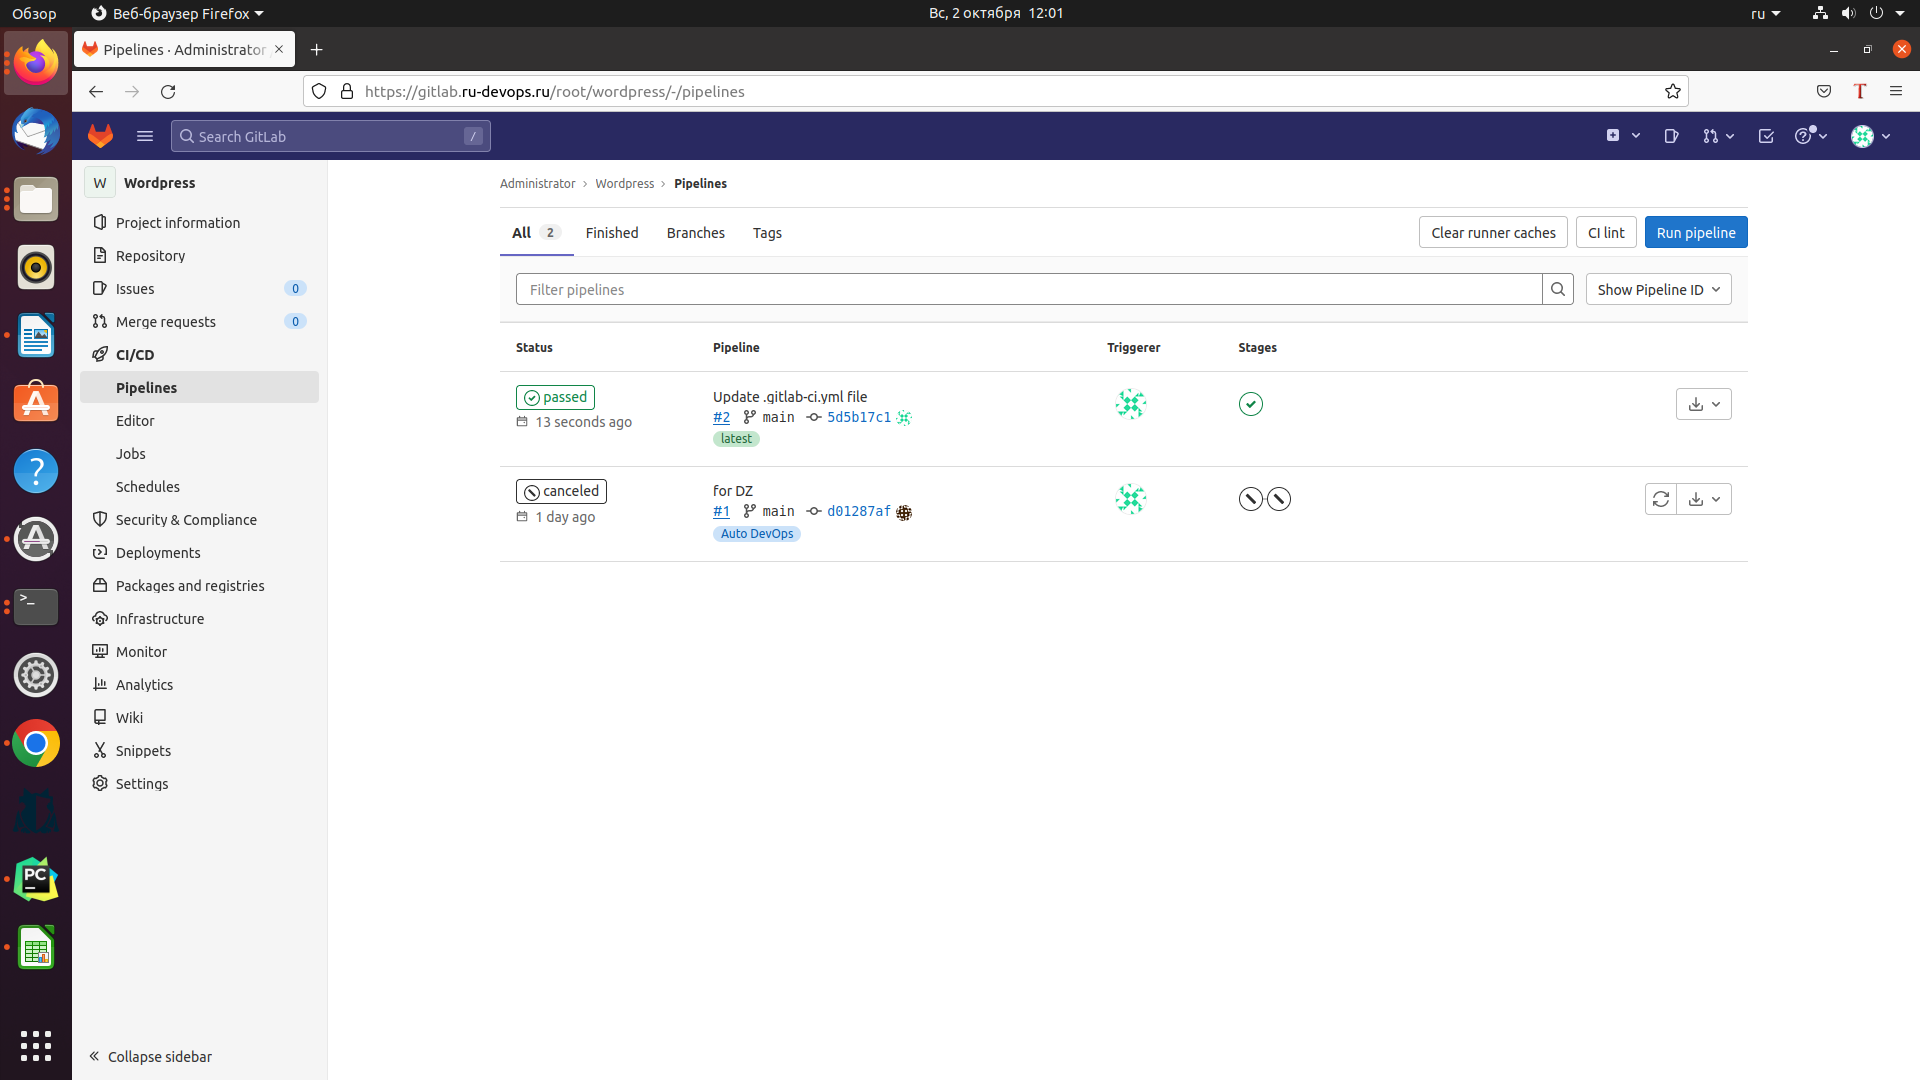 Обзор
Веб-браузер Firefox
Вс, 2 октября 12:01
ru
Pipelines · Administrator
https://gitlab.ru-devops.ru/root/wordpress/-/pipelines
T
Search GitLab /
W Wordpress
Project information
Repository
Issues 0
Merge requests 0
CI/CD
Pipelines
Editor
Jobs
Schedules
Security & Compliance
Deployments
Packages and registries
Infrastructure
Monitor
Analytics
Wiki
Snippets
Settings
Collapse sidebar
Administrator › Wordpress › Pipelines
All 2 Finished Branches Tags
Clear runner caches CI lint Run pipeline
Filter pipelines
Show Pipeline ID
Status Pipeline Triggerer Stages
passed
13 seconds ago
Update .gitlab-ci.yml file
#2 main 5d5b17c1
latest
canceled
1 day ago
for DZ
#1 main d01287af
Auto DevOps
>_
?
PC